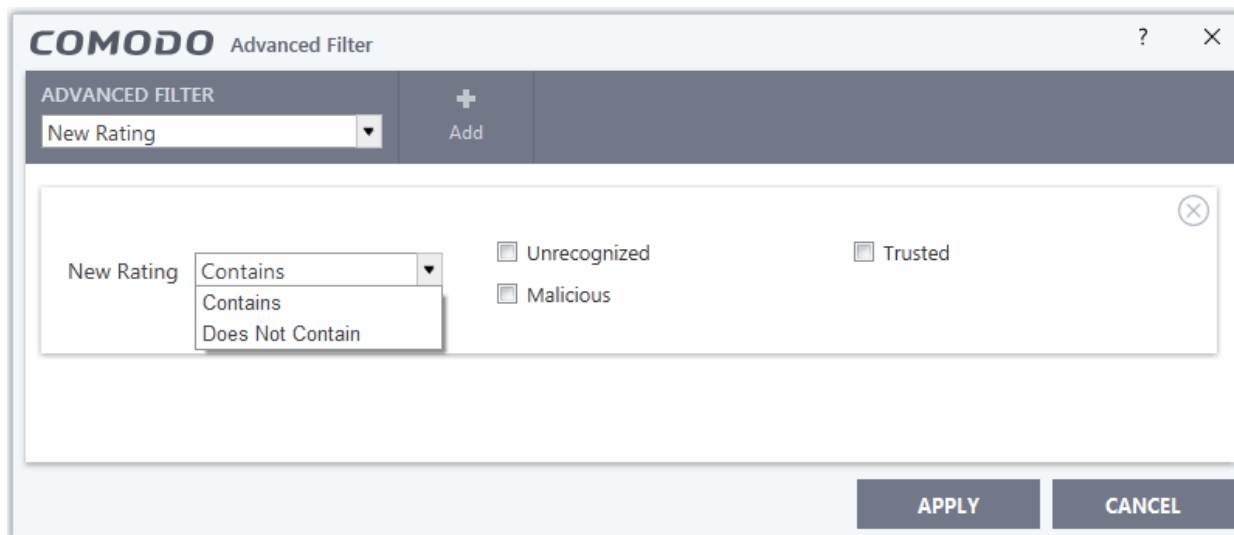 COMODO Advanced Filter ?
ADVANCED FILTER
New Rating
Add
New Rating
Contains
Contains
Does Not Contain
Unrecognized
Trusted
Malicious
APPLY
CANCEL